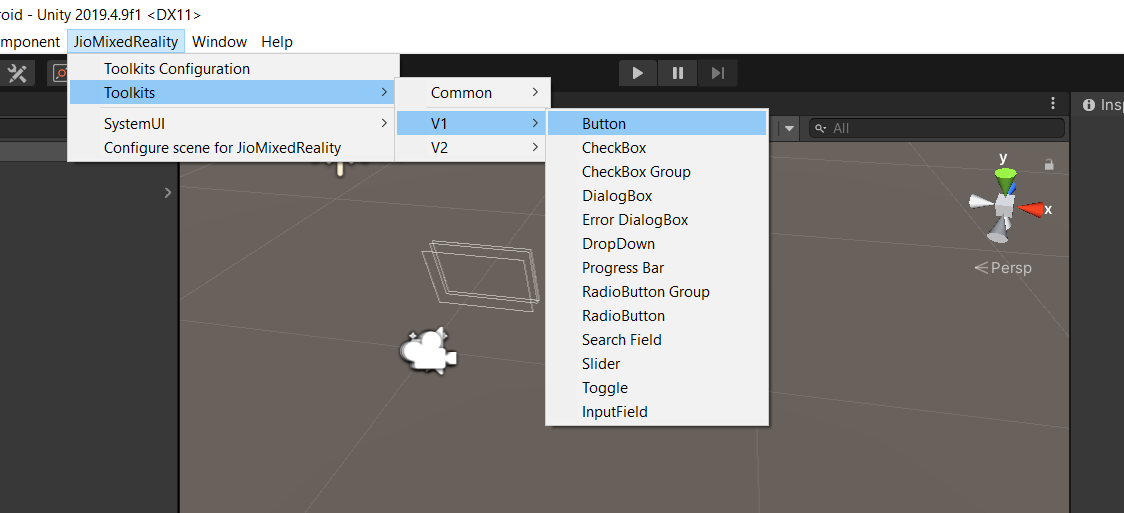 roid - Unity 2019.4.9f1 <DX11>
mponent JioMixedReality Window Help
Toolkits Configuration
Toolkits
SystemUI
Configure scene for JioMixedReality
Common
V1
V2
Button
CheckBox
CheckBox Group
DialogBox
Error DialogBox
DropDown
Progress Bar
RadioButton Group
RadioButton
Search Field
Slider
Toggle
InputField
Insp
All
y
x
Persp